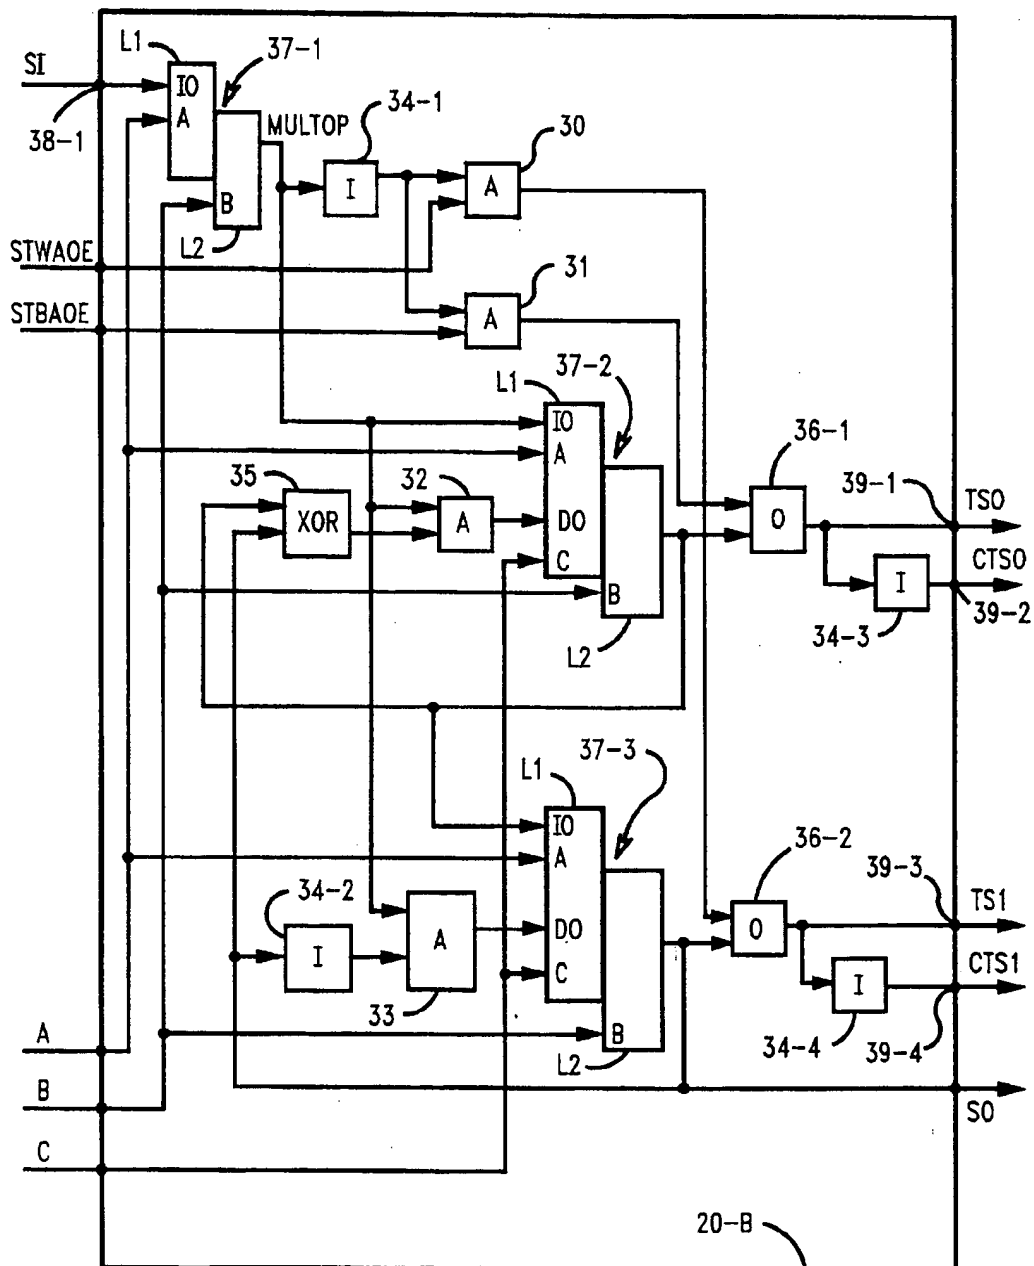 L1
37-1
SI
IO
34-1
30
A
MULTOP
38-1
I
A
B
STWAOE
L2
31
STBAOE
A
37-2
L1
IO
36-1
A
35
32
39-1
TSO
XOR
A
DO
O
CTSO
C
I
B
39-2
34-3
L2
37-3
L1
IO
36-2
A
39-3
34-2
TS1
A
DO
O
I
C
CTS1
I
33
B
A
34-4
39-4
L2
B
SO
C
20-B